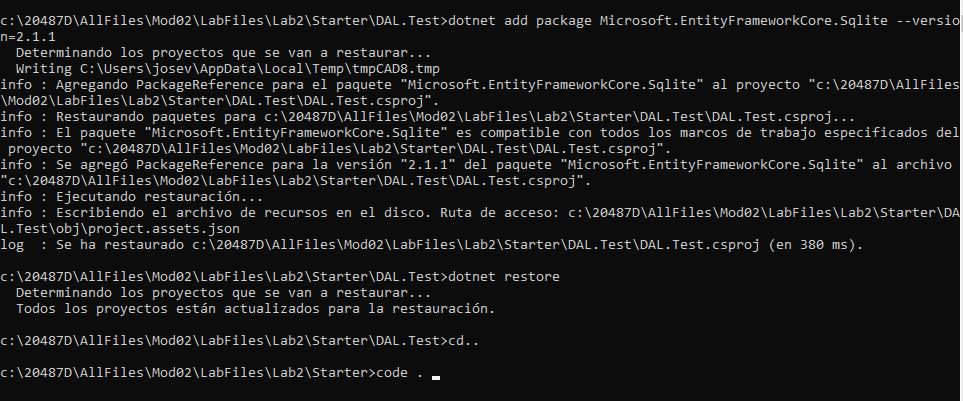 c:\20487D\AllFiles\Mod02\LabFiles\Lab2\Starter\DAL.Test>dotnet add package Microsoft.EntityFrameworkCore.Sqlite --versio
n=2.1.1
  Determinando los proyectos que se van a restaurar...
  Writing C:\Users\josev\AppData\Local\Temp\tmpCAD8.tmp
info : Agregando PackageReference para el paquete "Microsoft.EntityFrameworkCore.Sqlite" al proyecto "c:\20487D\AllFiles
\Mod02\LabFiles\Lab2\Starter\DAL.Test\DAL.Test.csproj".
info : Restaurando paquetes para c:\20487D\AllFiles\Mod02\LabFiles\Lab2\Starter\DAL.Test\DAL.Test.csproj...
info : El paquete "Microsoft.EntityFrameworkCore.Sqlite" es compatible con todos los marcos de trabajo especificados del
 proyecto "c:\20487D\AllFiles\Mod02\LabFiles\Lab2\Starter\DAL.Test\DAL.Test.csproj".
info : Se agregó PackageReference para la versión "2.1.1" del paquete "Microsoft.EntityFrameworkCore.Sqlite" al archivo
"c:\20487D\AllFiles\Mod02\LabFiles\Lab2\Starter\DAL.Test\DAL.Test.csproj".
info : Ejecutando restauración...
info : Escribiendo el archivo de recursos en el disco. Ruta de acceso: c:\20487D\AllFiles\Mod02\LabFiles\Lab2\Starter\DA
L.Test\obj\project.assets.json
log  : Se ha restaurado c:\20487D\AllFiles\Mod02\LabFiles\Lab2\Starter\DAL.Test\DAL.Test.csproj (en 380 ms).
c:\20487D\AllFiles\Mod02\LabFiles\Lab2\Starter\DAL.Test>dotnet restore
  Determinando los proyectos que se van a restaurar...
  Todos los proyectos están actualizados para la restauración.
c:\20487D\AllFiles\Mod02\LabFiles\Lab2\Starter\DAL.Test>cd..
c:\20487D\AllFiles\Mod02\LabFiles\Lab2\Starter>code .